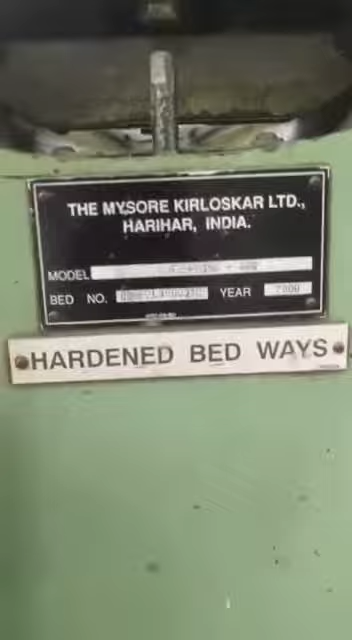 THE MYSORE KIRLOSKAR LTD.,
HARIHAR, INDIA.
MODEL
BED NO. YEAR
HARDENED BED WAYS